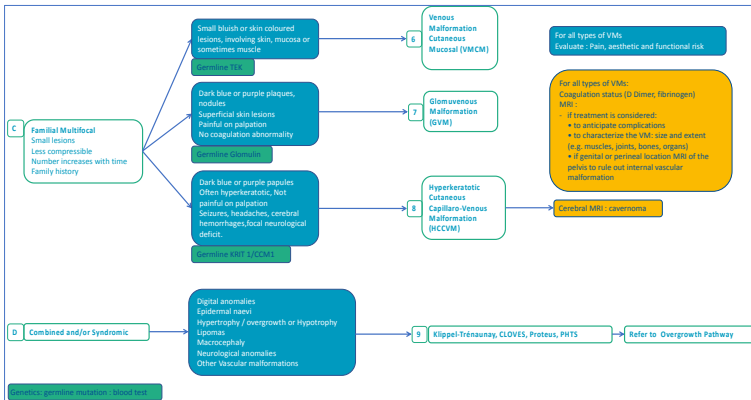 Small bluish or skin coloured
lesions, involving skin, mucosa or
sometimes muscle
Germline TEK
6
Venous
Malformation
Cutaneous
Mucosal (VMCM)
For all types of VMs
Evaluate : Pain, aesthetic and functional risk
For all types of VMs:
Coagulation status (D Dimer, fibrinogen)
MRI :
- if treatment is considered:
• to anticipate complications
• to characterize the VM: size and extent
(e.g. muscles, joints, bones, organs)
• if genital or perineal location MRI of the
pelvis to rule out internal vascular
malformation
C
Familial Multifocal
Small lesions
Less compressible
Number increases with time
Family history
Dark blue or purple plaques,
nodules
Superficial skin lesions
Painful on palpation
No coagulation abnormality
Germline Glomulin
7
Glomuvenous
Malformation
(GVM)
Dark blue or purple papules
Often hyperkeratotic, Not
painful on palpation
Seizures, headaches, cerebral
hemorrhages,focal neurological
deficit.
Germline KRIT 1/CCM1
8
Hyperkeratotic
Cutaneous
Capillaro-Venous
Malformation
(HCCVM)
Cerebral MRI : cavernoma
D
Combined and/or Syndromic
Digital anomalies
Epidermal naevi
Hypertrophy / overgrowth or Hypotrophy
Lipomas
Macrocephaly
Neurological anomalies
Other Vascular malformations
9
Klippel-Trénaunay, CLOVES, Proteus, PHTS
Refer to Overgrowth Pathway
Genetics: germline mutation : blood test